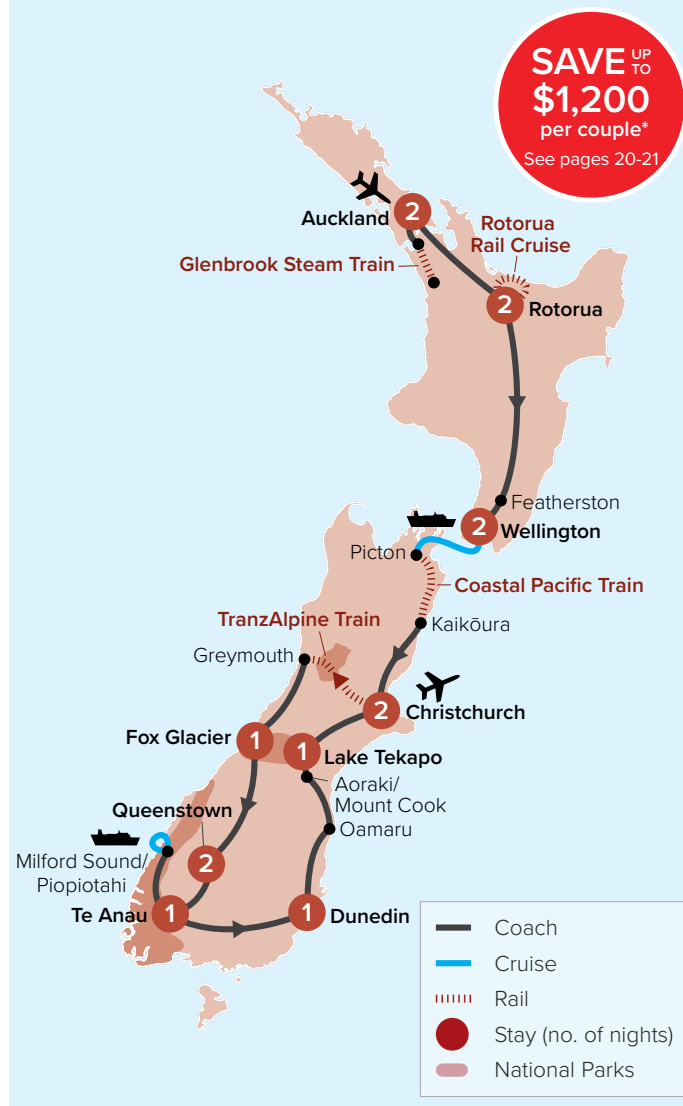 SAVE UP TO
$1,200
per couple*
See pages 20-21
2
Auckland
Rotorua
Rail Cruise
Glenbrook Steam Train
2
Rotorua
Featherston
2
Wellington
Picton
Coastal Pacific Train
TranzAlpine Train
Kaikōura
Greymouth
2
Christchurch
Fox Glacier
1
1
Lake Tekapo
Aoraki/
Mount Cook
Queenstown
Oamaru
2
Milford Sound/
Piopiotahi
Te Anau
1
1
Dunedin
Coach
Cruise
Rail
Stay (no. of nights)
National Parks